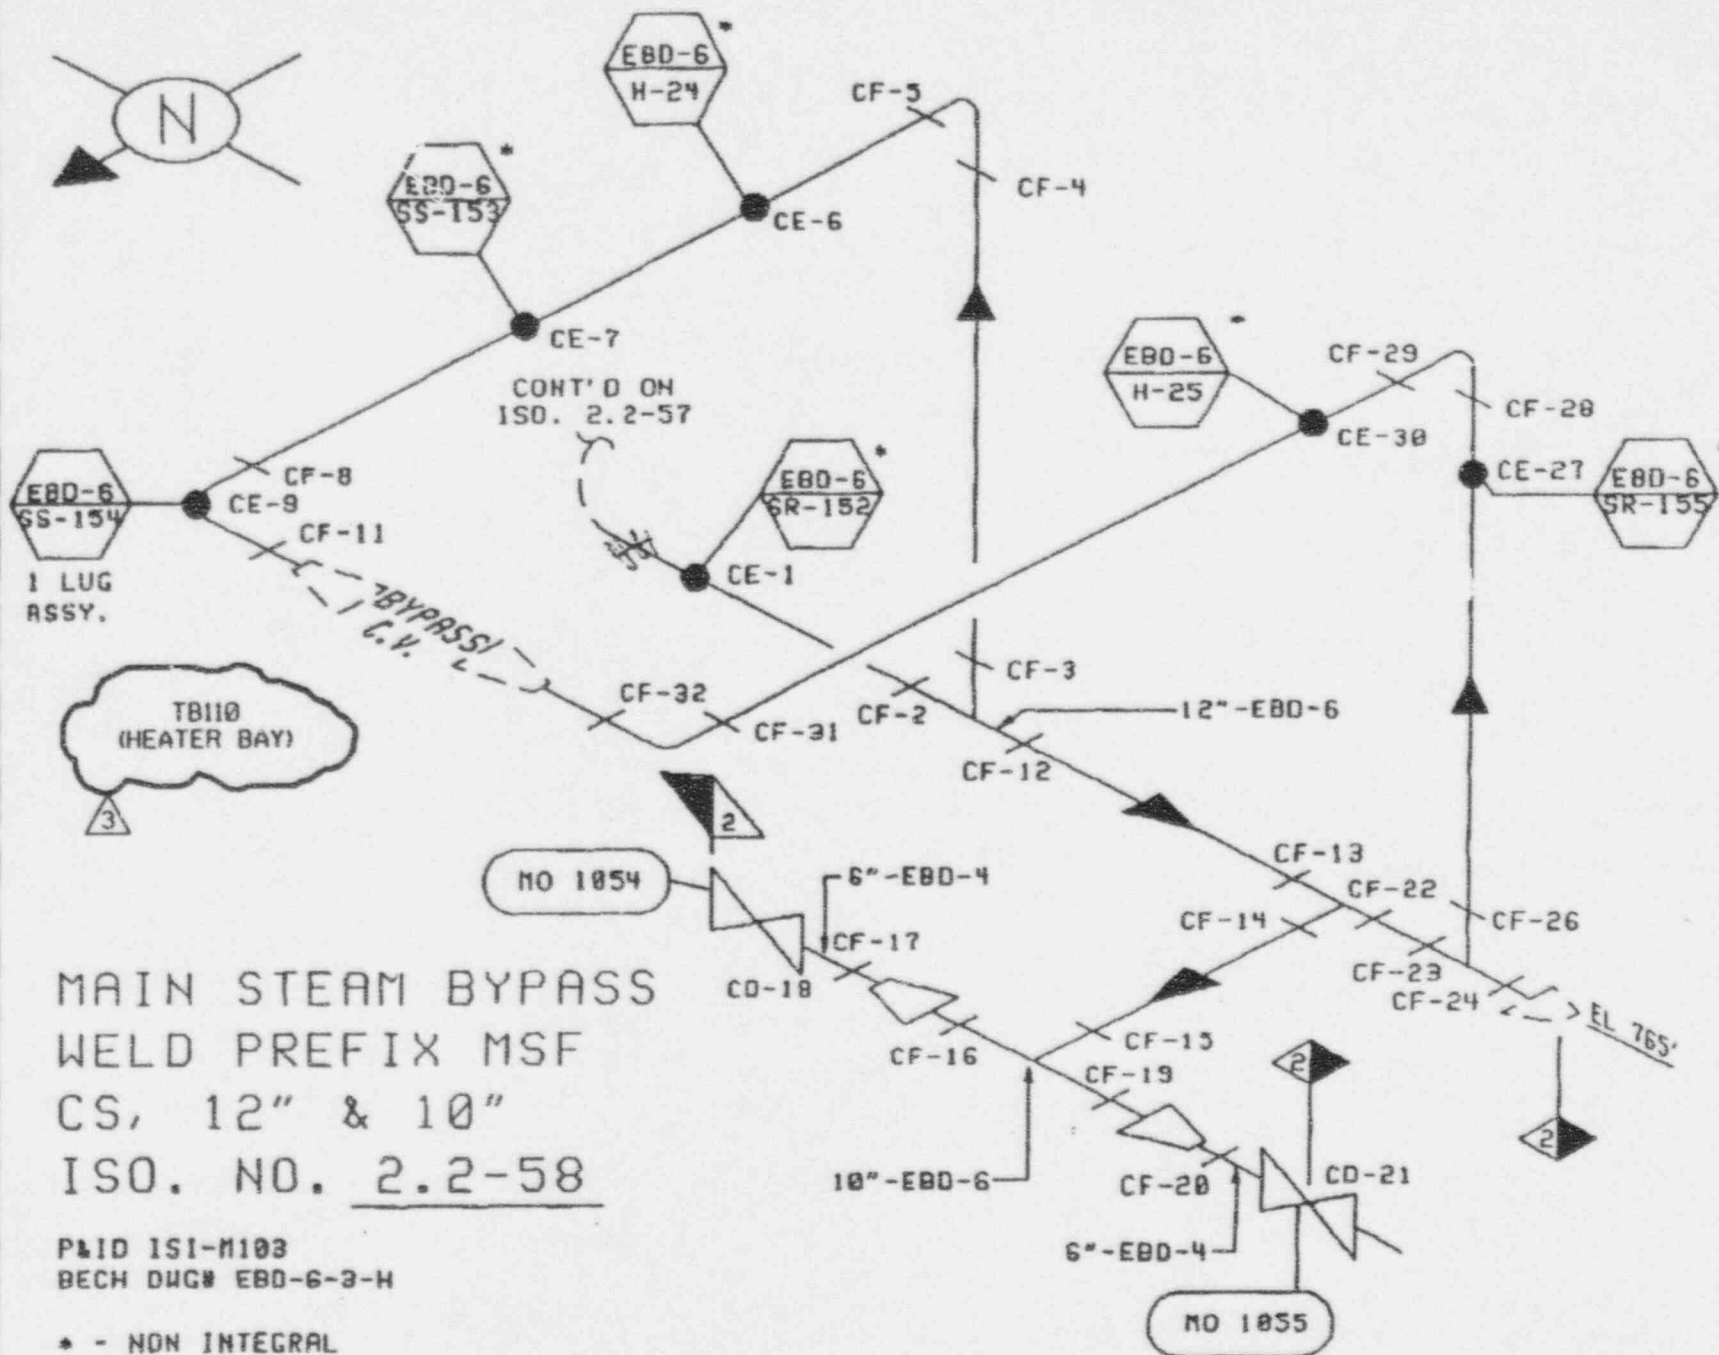 N
EBD-6
H-24
*
CF-5
EBD-6
SS-153
*
CF-4
CE-6
CE-7
CONT'D ON
ISO. 2.2-57
EBD-6
H-25
*
CF-29
CF-28
CE-30
CE-27
EBD-6
SR-155
EBD-6
SR-152
*
CF-8
EBD-6
SS-154
CE-9
CF-11
1 LUG
ASSY.
CE-1
BYPASS
C.V.
CF-3
CF-32
CF-2
12"-EBD-6
TB110
(HEATER BAY)
3
CF-31
CF-12
2
CF-13
MO 1054
6"-EBD-4
CF-22
CF-14
CF-26
CF-17
CF-23
CO-18
CF-24
EL 765'
CF-15
CF-16
2
CF-19
2
10"-EBD-6
CF-20
CO-21
6"-EBD-4
MO 1055
MAIN STEAM BYPASS
WELD PREFIX MSF
CS, 12" & 10"
ISO. NO. 2.2-58
P&ID ISI-M103
BECH DWG# EBD-6-3-H
* - NON INTEGRAL